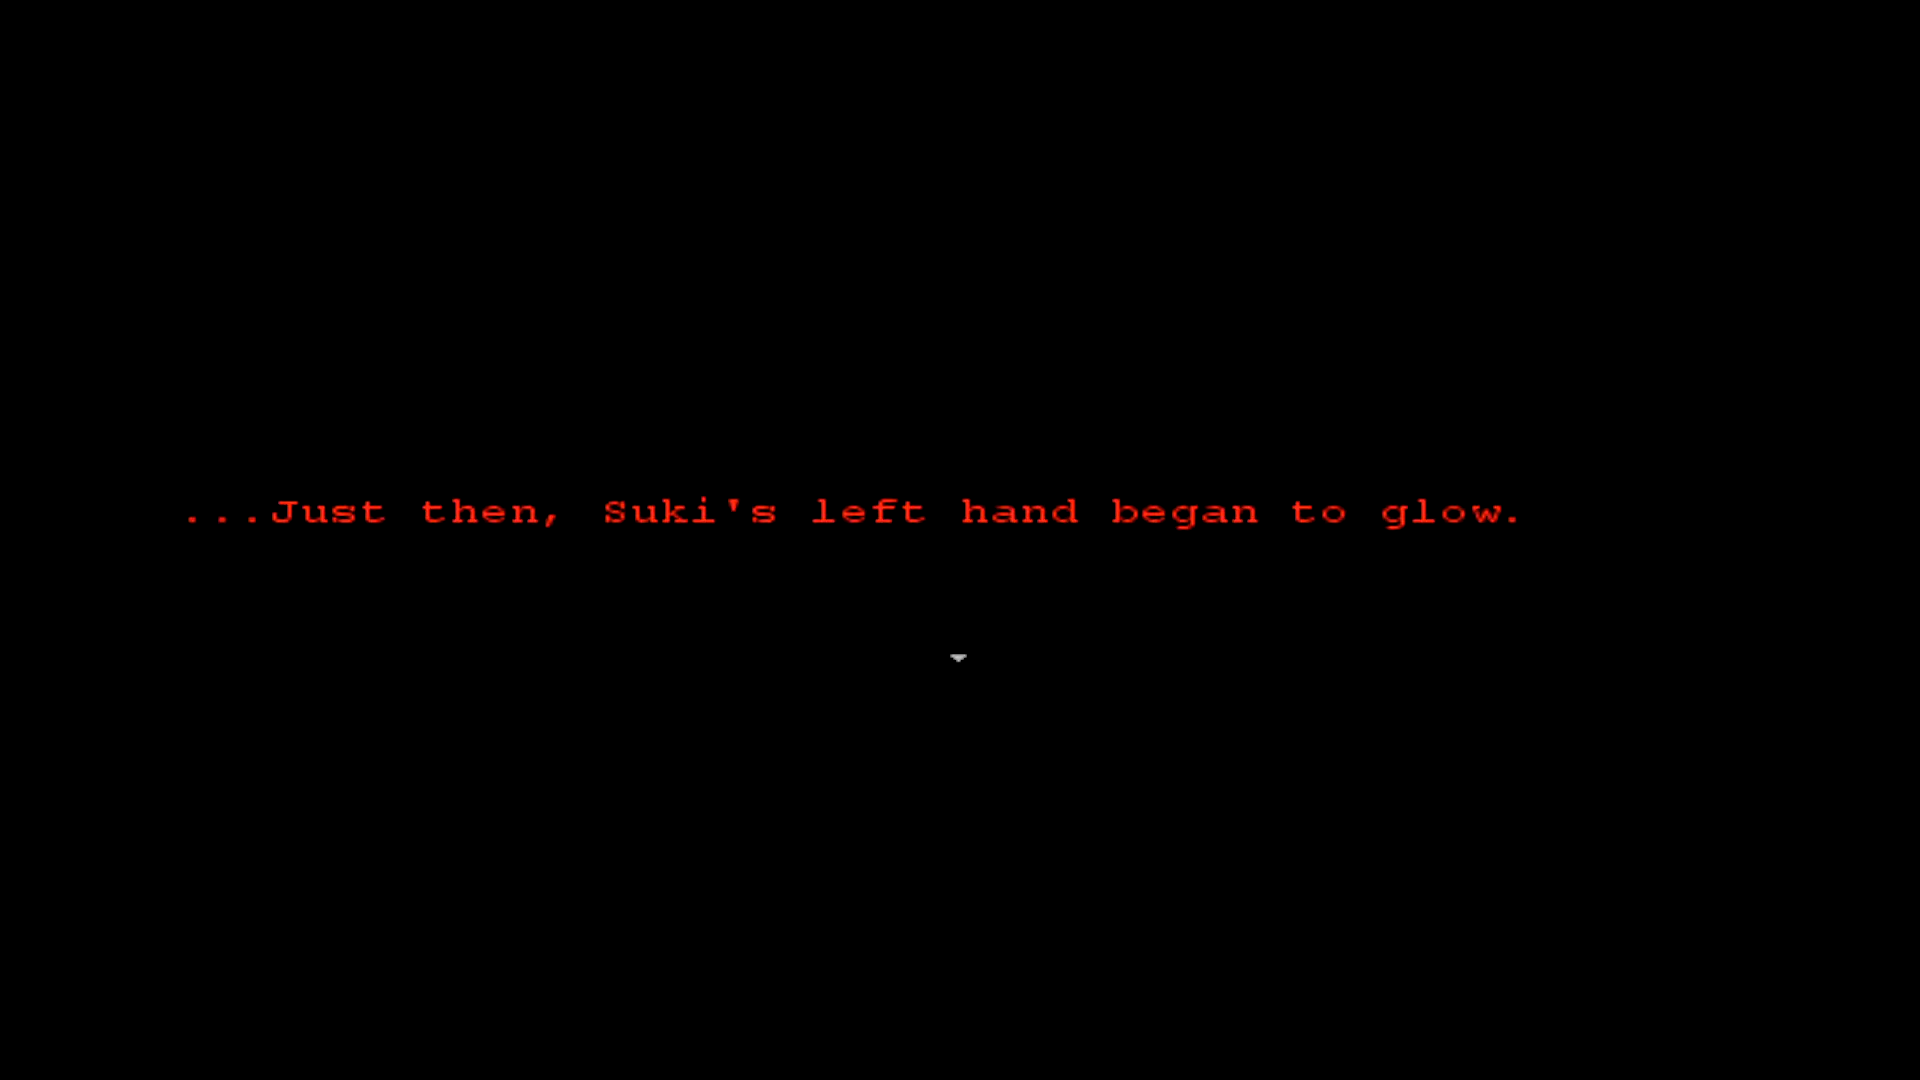 ...Just then, Suki's left hand began to glow.